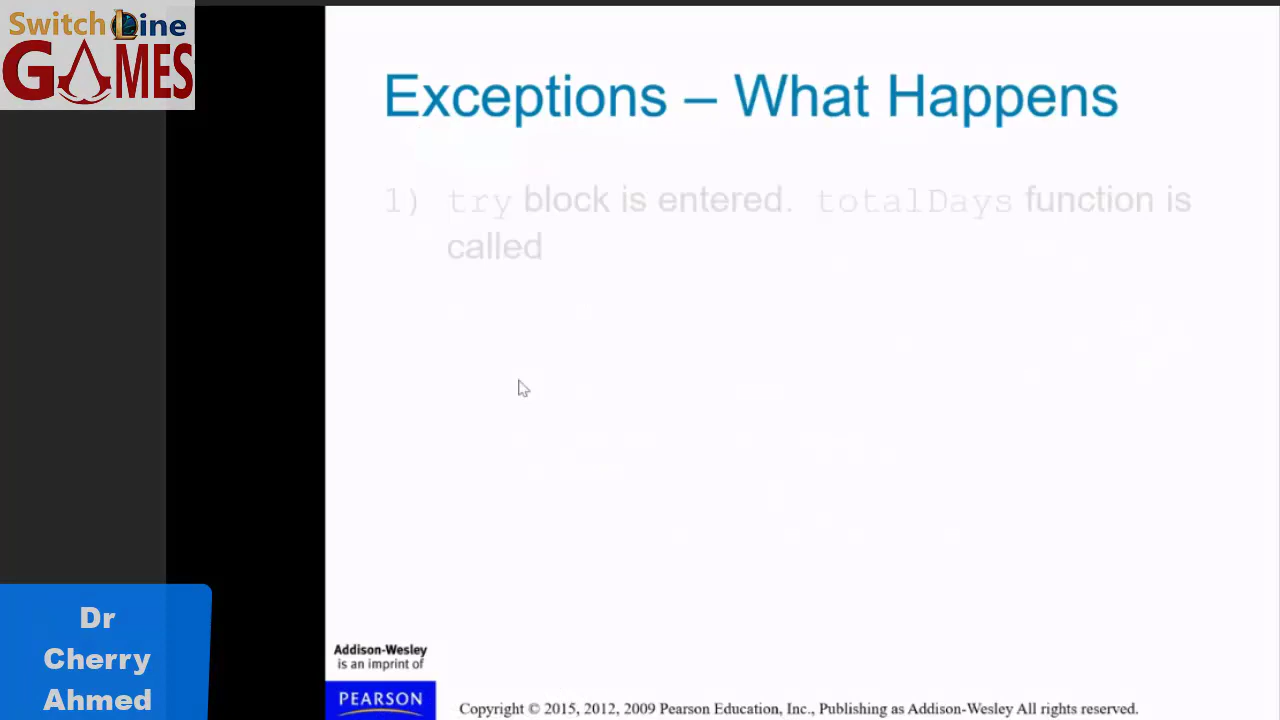 Switch Line
GAMES
Exceptions – What Happens
1) try block is entered. totalDays function is
called
Dr
Cherry
Ahmed
Addison-Wesley
is an imprint of
PEARSON
Copyright © 2015, 2012, 2009 Pearson Education, Inc., Publishing as Addison-Wesley All rights reserved.